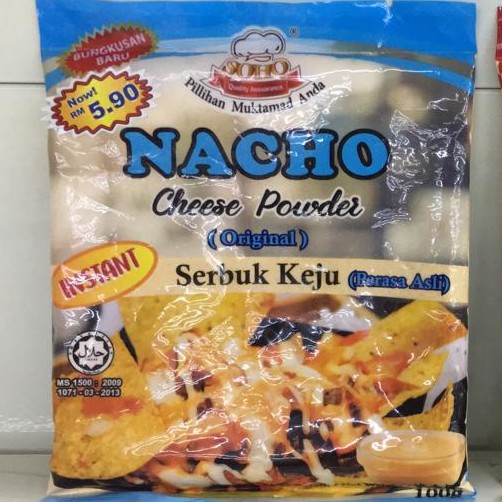 BUNGKUSAN
BARU
Now!
RM 5.90
SOHO
®
Quality Assurance
Pilihan Muktamad Anda
NACHO
Cheese Powder
( Original )
INSTANT
Serbuk Keju (Perasa Asli)
حلال
MS 1500 : 2009
1071 - 03 - 2013